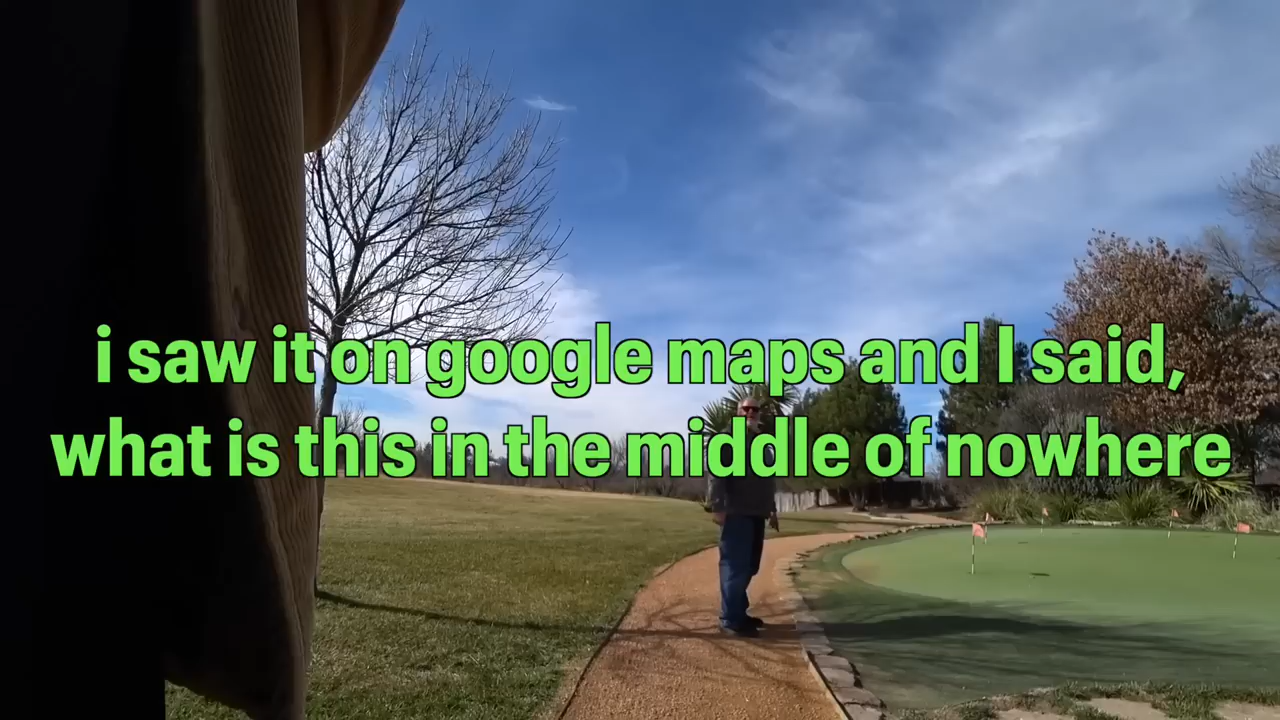 i saw it on google maps and I said,
what is this in the middle of nowhere